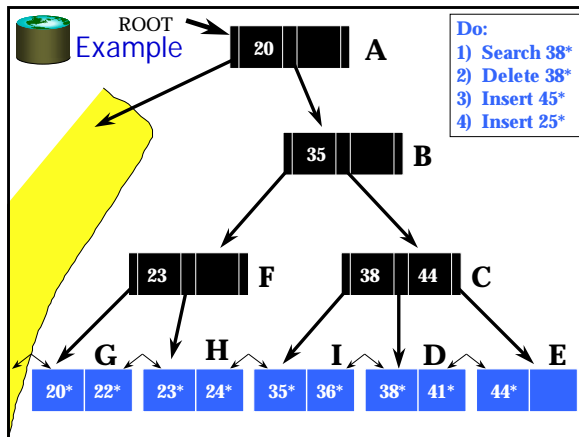 ROOT
Example
Do:
1) Search 38*
2) Delete 38*
3) Insert 45*
4) Insert 25*
20
A
35
B
23
F
38 44
C
G
H
I
D
E
20* 22*
23* 24*
35* 36*
38* 41*
44*